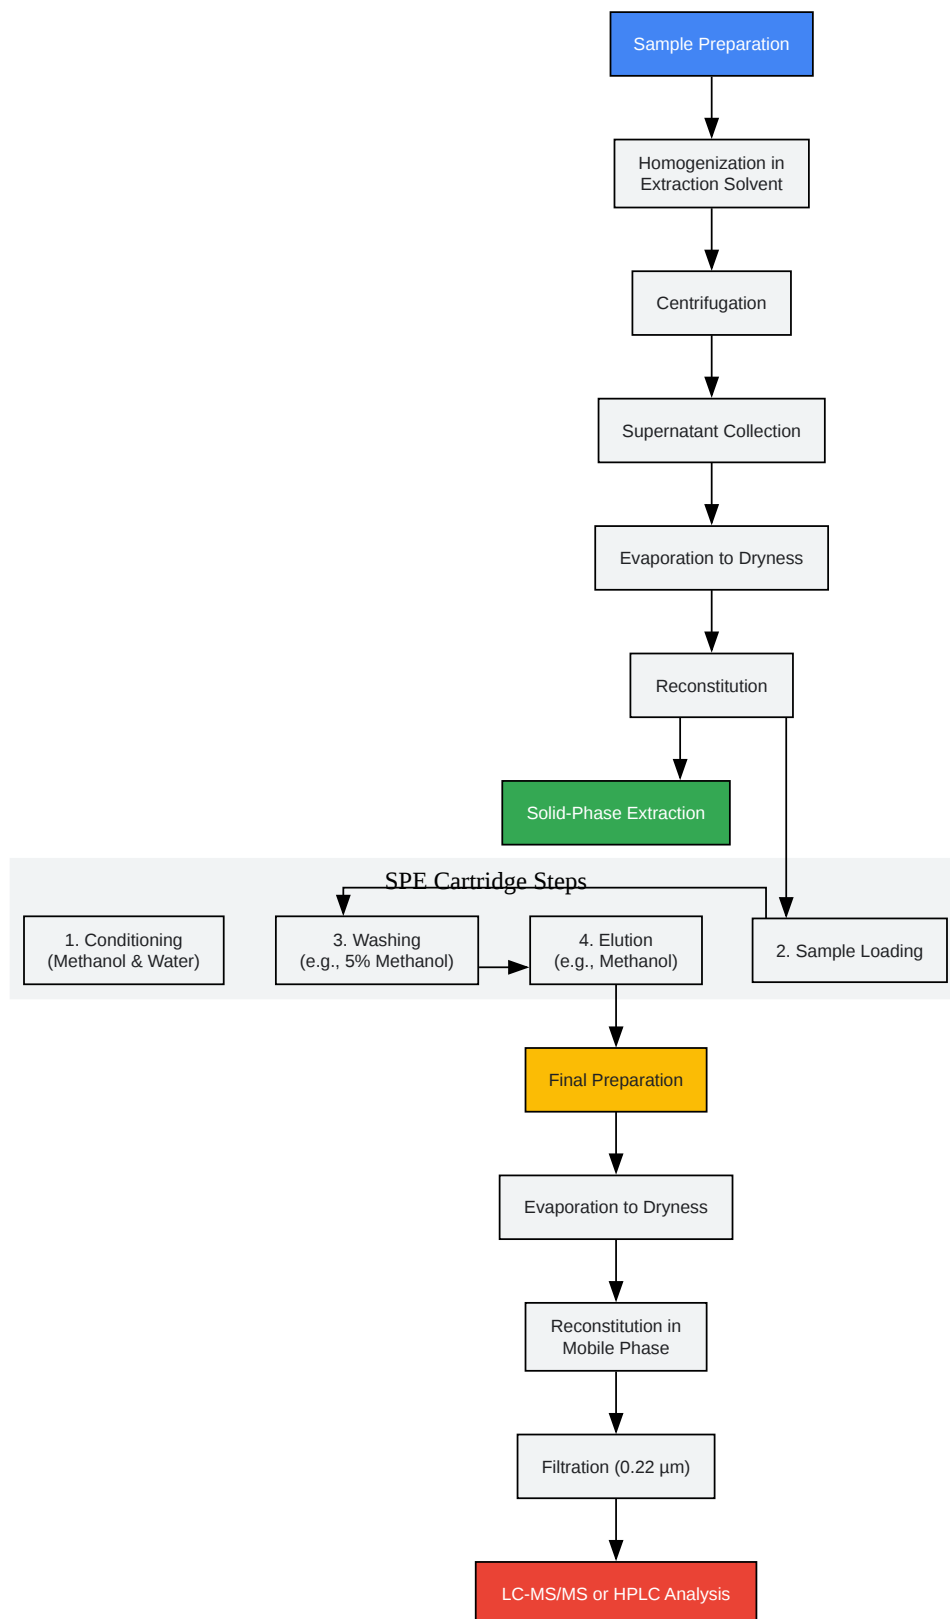 Sample Preparation
Homogenization in
Extraction Solvent
Centrifugation
Supernatant Collection
Evaporation to Dryness
Reconstitution
Solid-Phase Extraction
SPE Cartridge Steps
1. Conditioning
(Methanol & Water)
3. Washing
(e.g., 5% Methanol)
4. Elution
(e.g., Methanol)
2. Sample Loading
Final Preparation
Evaporation to Dryness
Reconstitution in
Mobile Phase
Filtration (0.22 µm)
LC-MS/MS or HPLC Analysis